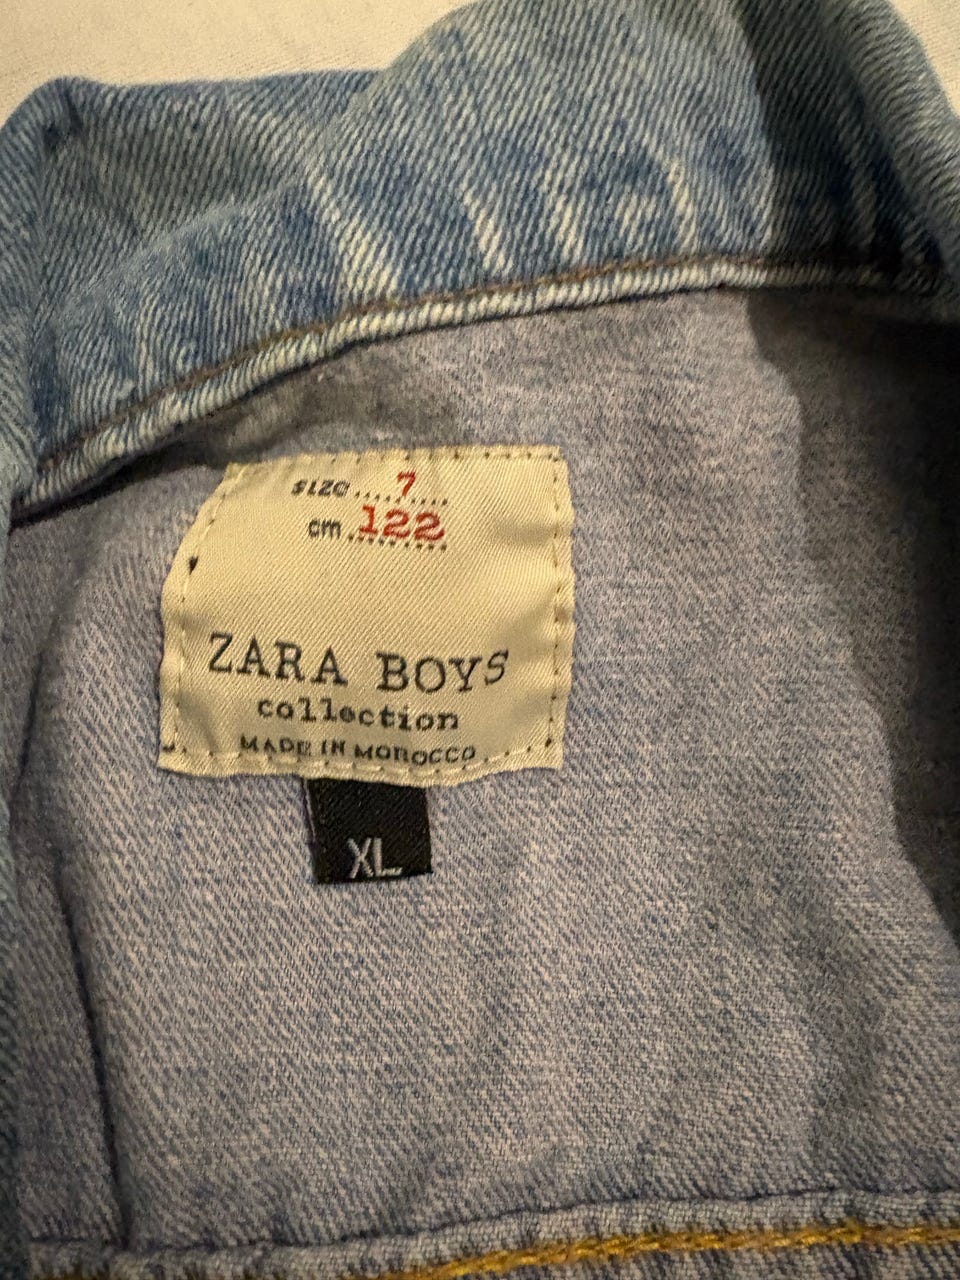 size.....7......
cm.122
ZARA BOYS
collection
MADE IN MOROCCO
XL